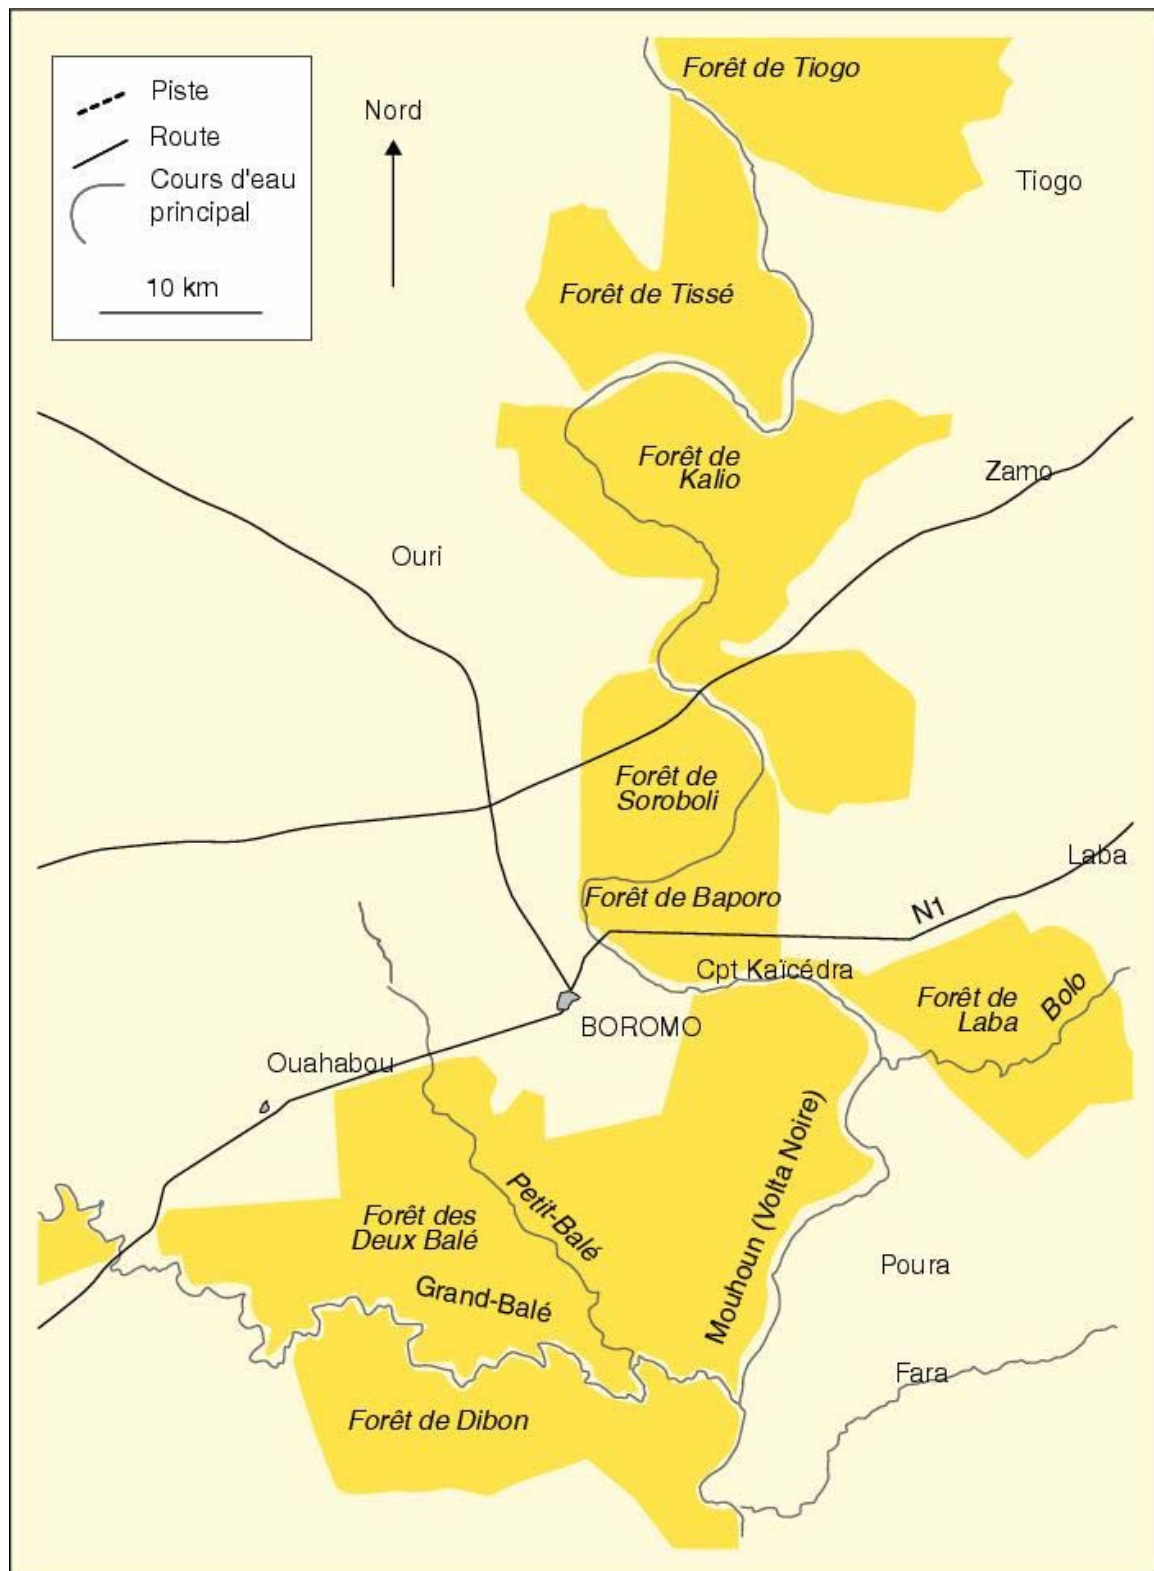 Piste
Route
Cours d'eau
principal
10 km
Nord
Forêt de Tiogo
Tiogo
Forêt de Tissé
Forêt de
Kalio
Zamo
Ouri
Forêt de
Soroboli
Laba
Forêt de Baporo
N1
Cpt Kaïcédra
Forêt de
Laba
Bolo
BOROMO
Ouahabou
Petit-Balé
Forêt des
Deux Balé
Mouhoun (Volta Noire)
Grand-Balé
Poura
Fara
Forêt de Dibon